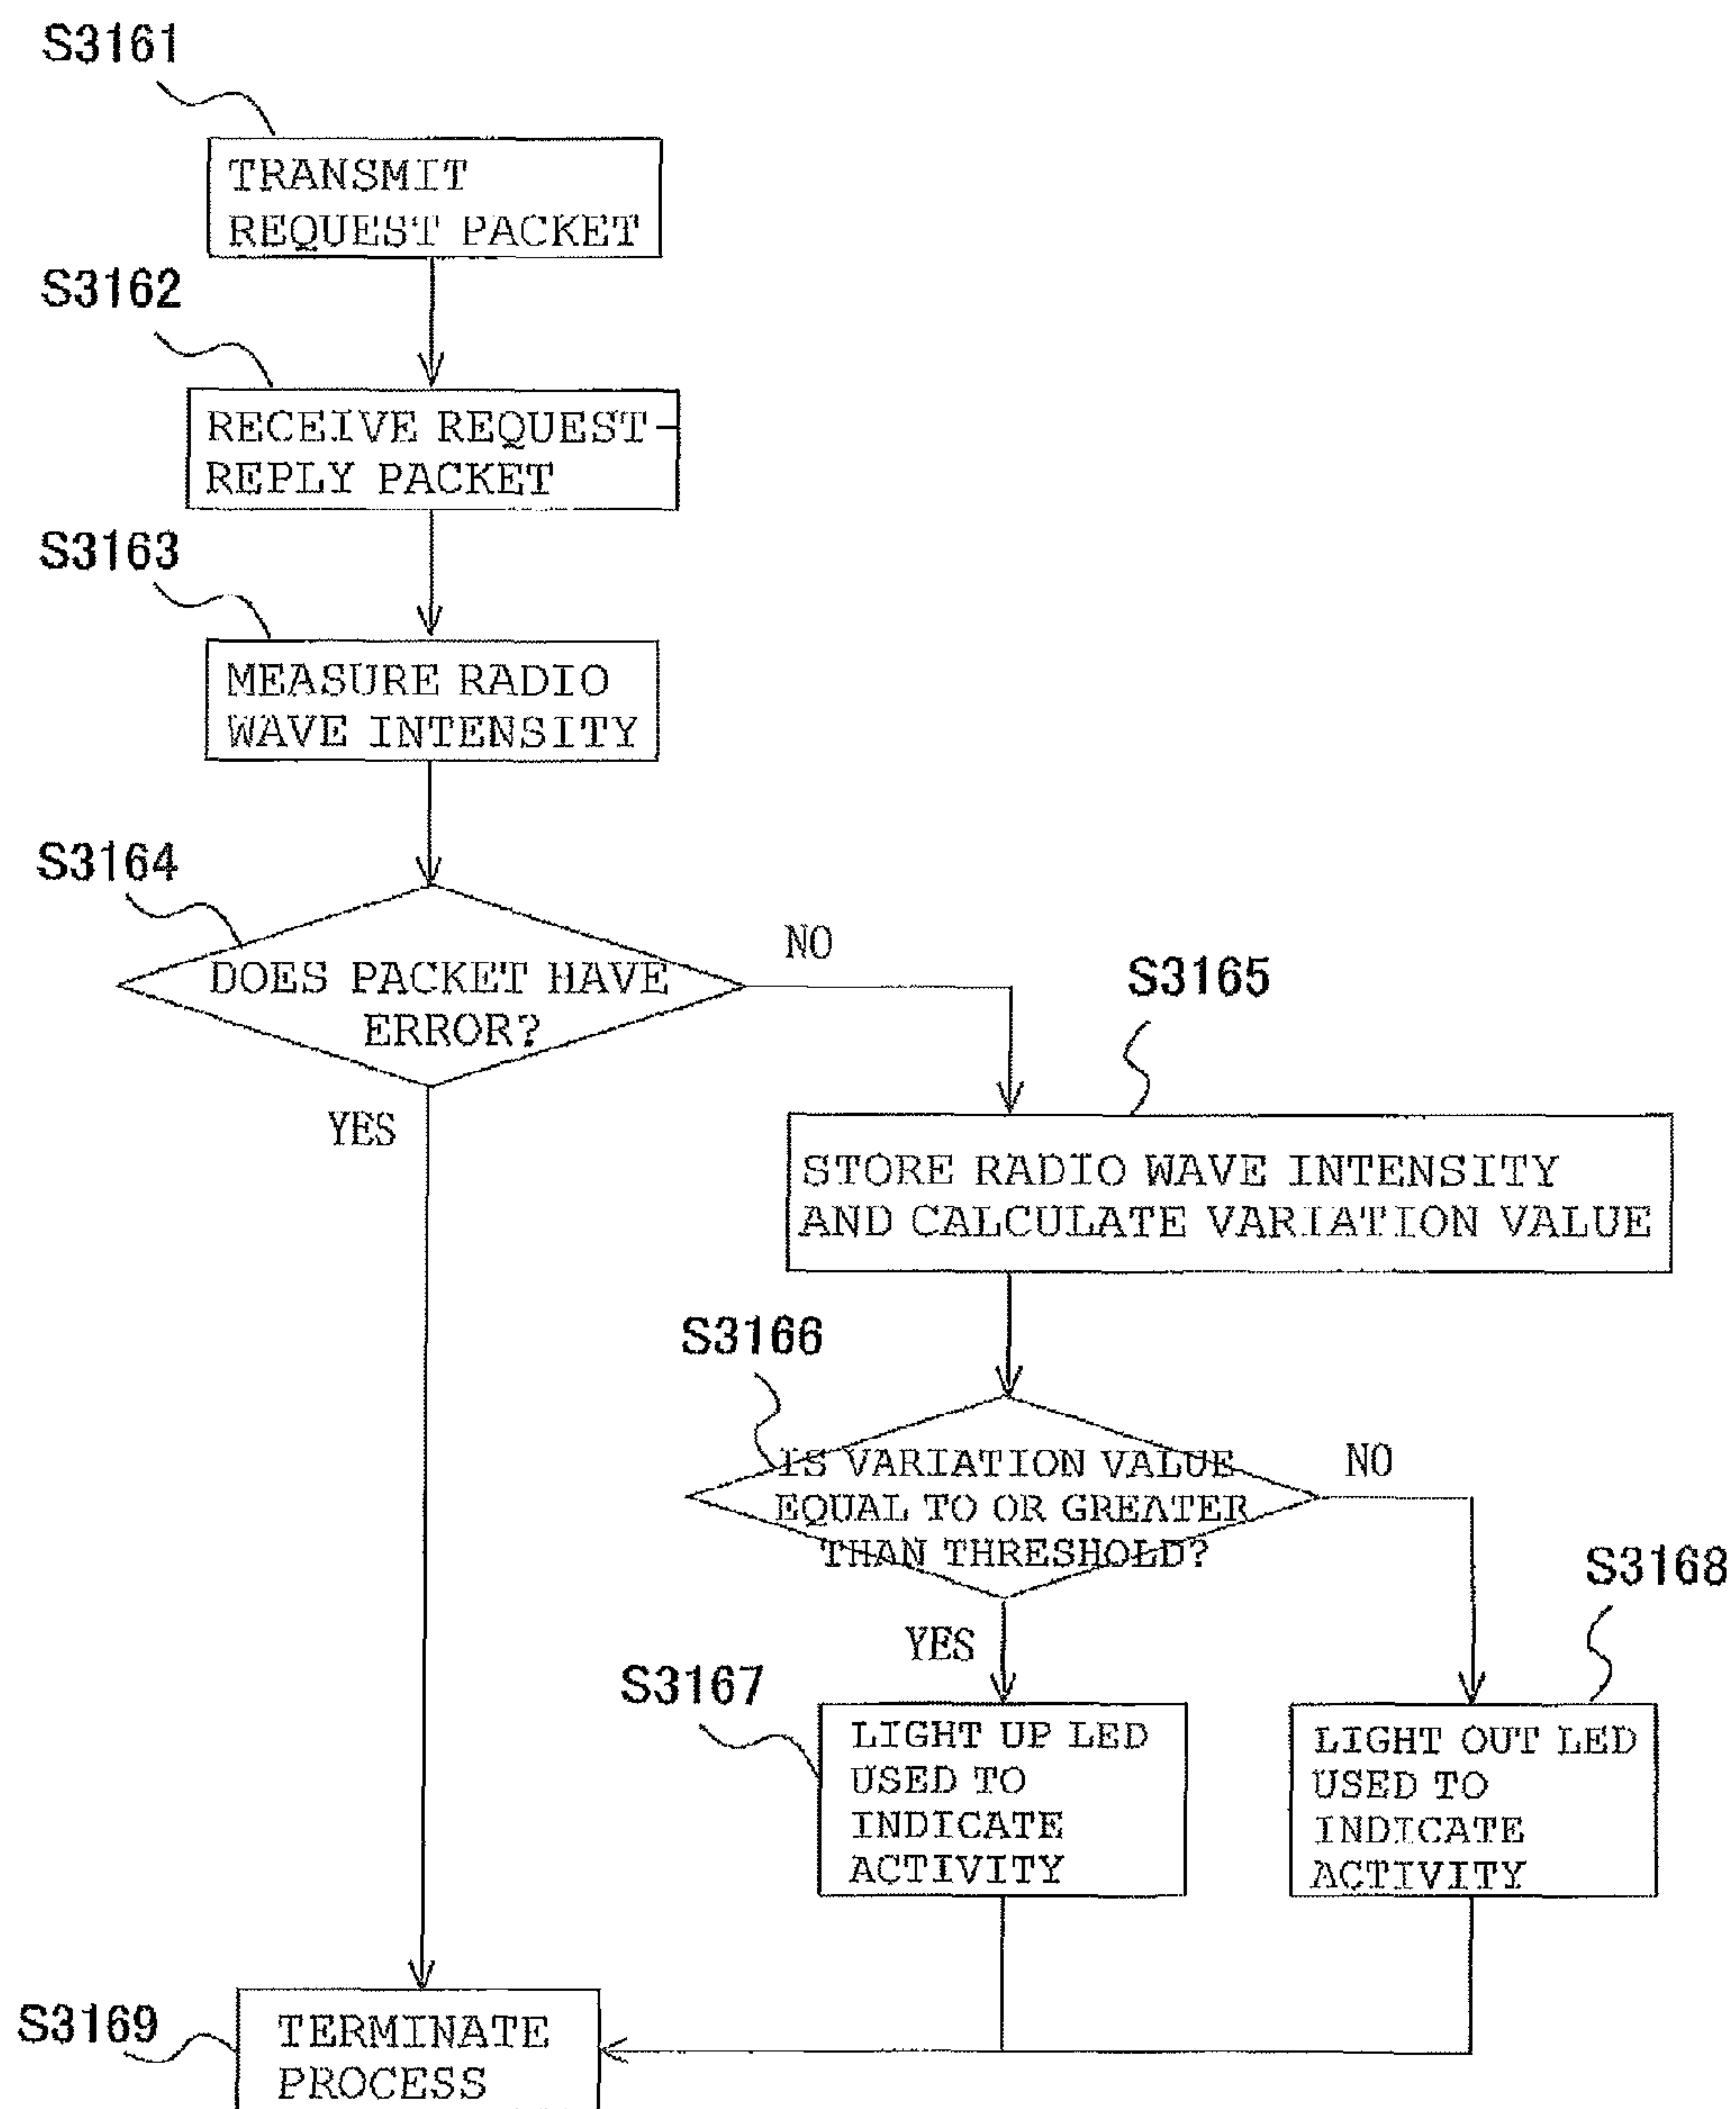 S3161
TRANSMIT
REQUEST PACKET
S3162
RECEIVE REQUEST-
REPLY PACKET
S3163
MEASURE RADIO
WAVE INTENSITY
S3164
DOES PACKET HAVE
ERROR?
NO
YES
S3165
STORE RADIO WAVE INTENSITY
AND CALCULATE VARIATION VALUE
S3166
IS VARIATION VALUE
EQUAL TO OR GREATER
THAN THRESHOLD?
NO
YES
S3167
LIGHT UP LED
USED TO
INDICATE
ACTIVITY
S3168
LIGHT OUT LED
USED TO
INDICATE
ACTIVITY
S3169
TERMINATE
PROCESS